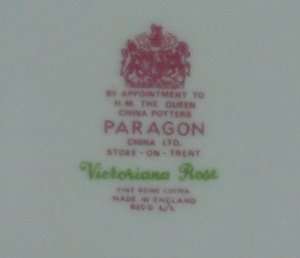 BY APPOINTMENT TO
H.M. THE QUEEN
CHINA POTTERS
PARAGON
CHINA LTD.
STOKE-ON-TRENT
Victoriana Rose
FINE BONE CHINA
MADE IN ENGLAND
REG'D